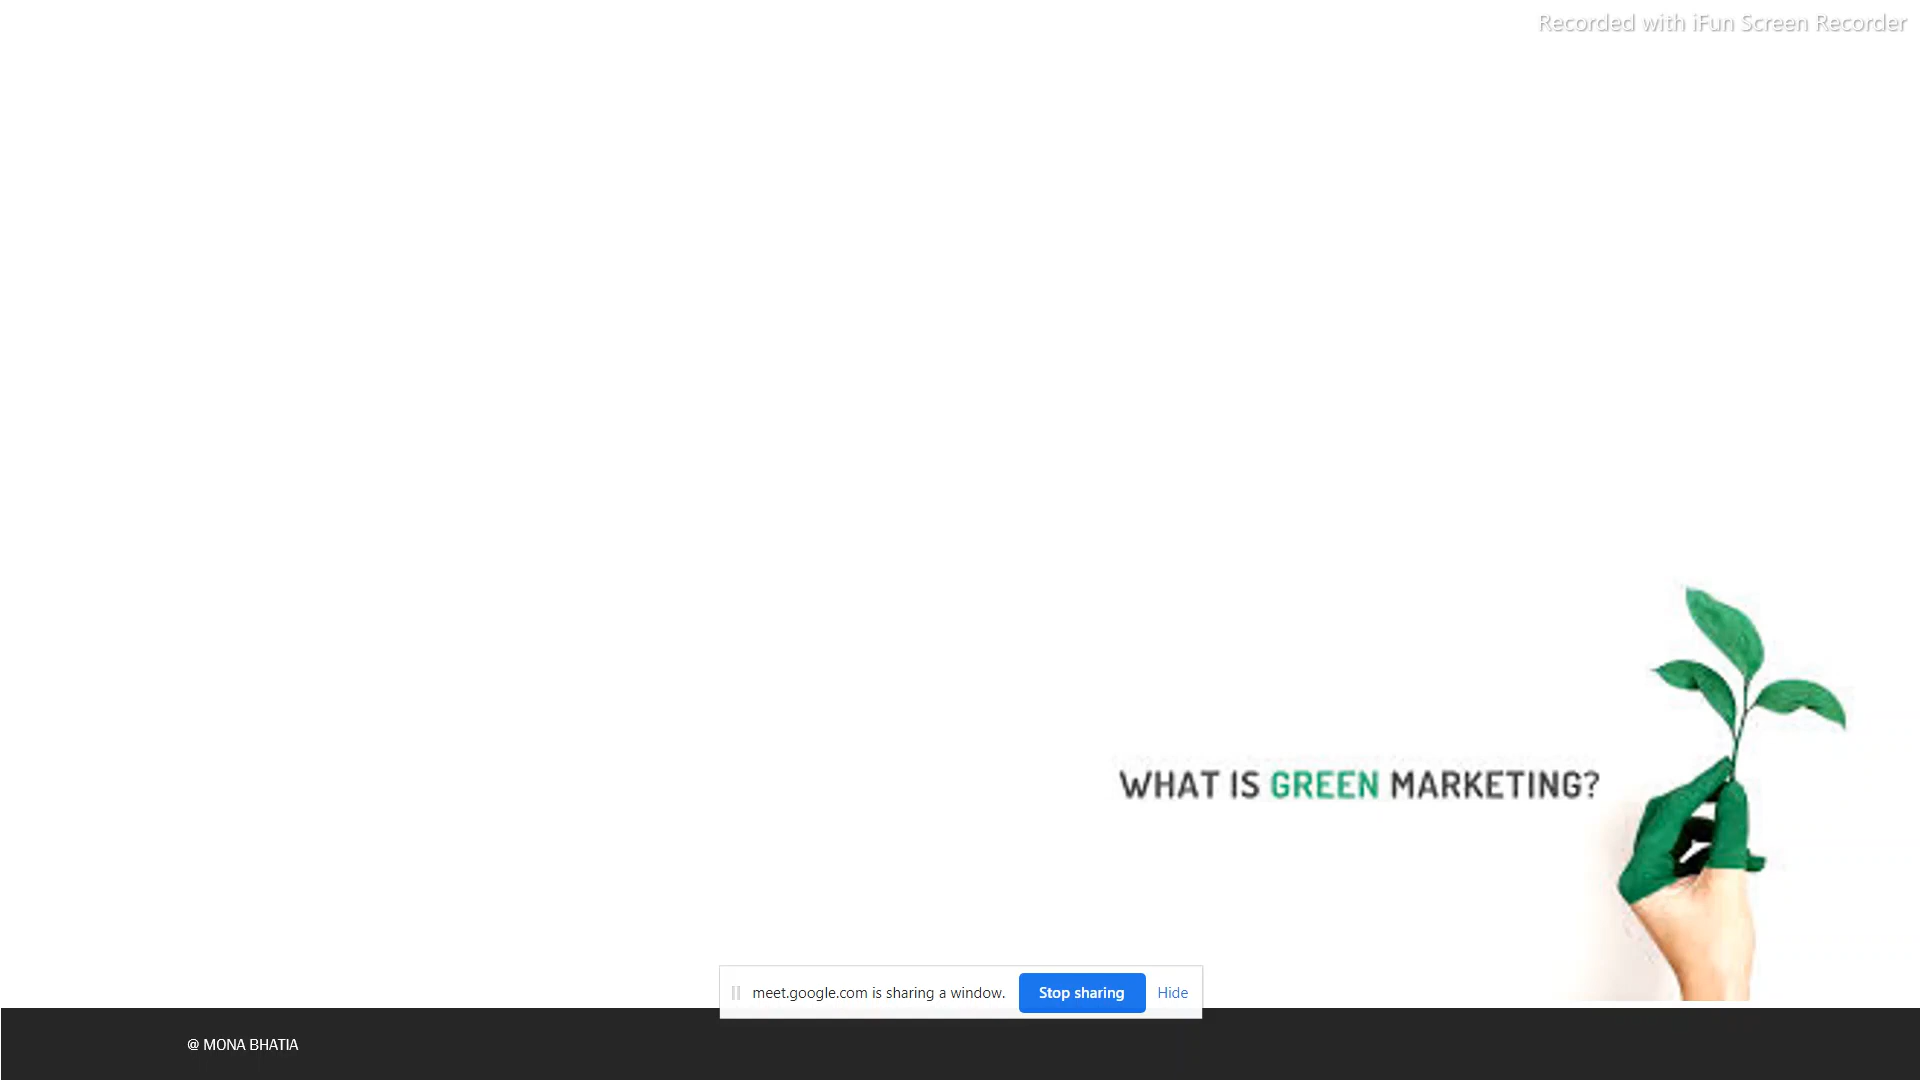 Recorded with iFun Screen Recorder
WHAT IS GREEN MARKETING?
meet.google.com is sharing a window. Stop sharing Hide
@ MONA BHATIA